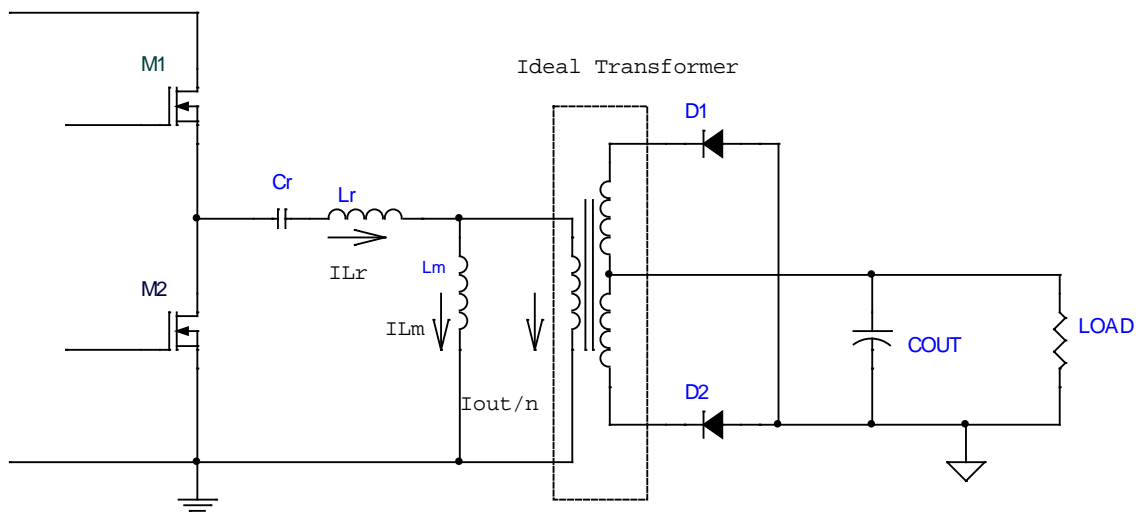 M1
Ideal Transformer
D1
Cr
Lr
ILr
Lm
M2
ILm
LOAD
COUT
D2
Iout/n